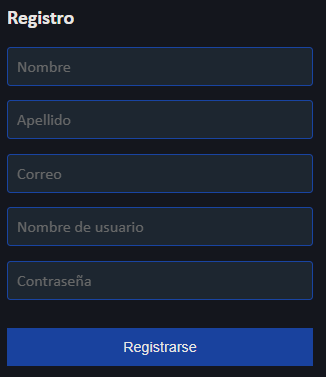 Registro
Nombre
Apellido
Correo
Nombre de usuario
Contraseña
Registrarse